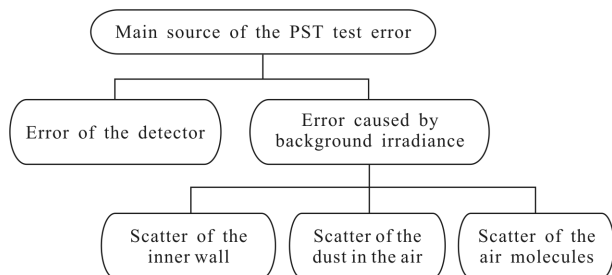 Main source of the PST test error
Error of the detector
Error caused by
background irradiance
Scatter of the
inner wall
Scatter of the
dust in the air
Scatter of the
air molecules